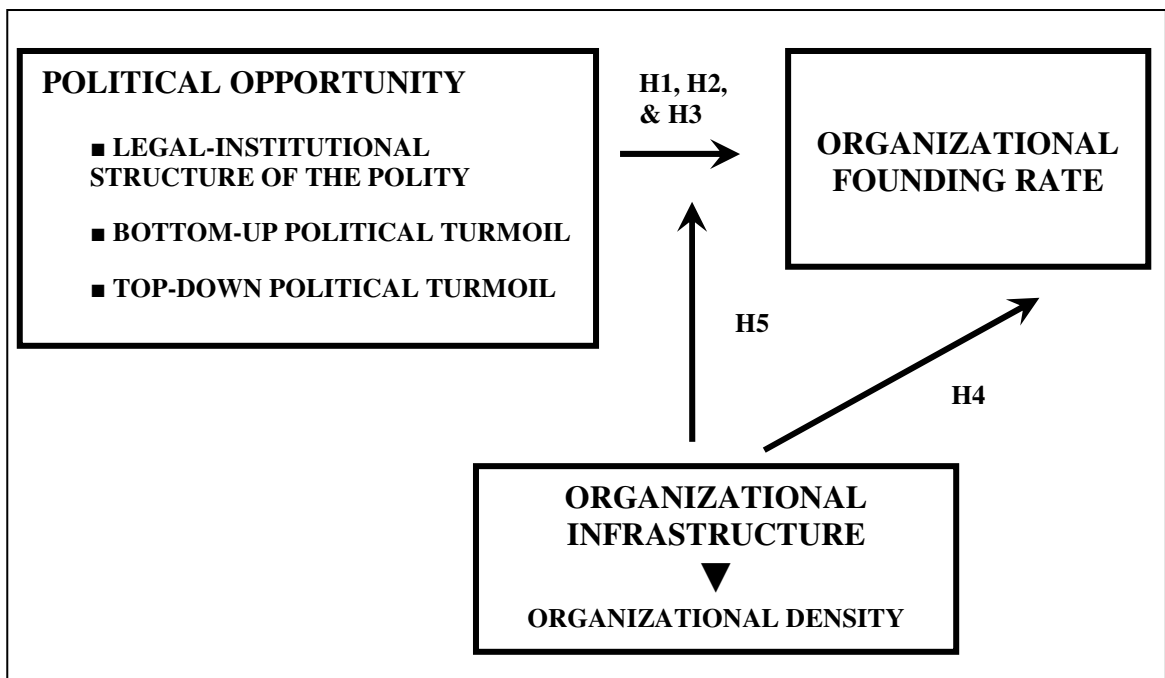 POLITICAL OPPORTUNITY
■ LEGAL-INSTITUTIONAL
STRUCTURE OF THE POLITY
■ BOTTOM-UP POLITICAL TURMOIL
■ TOP-DOWN POLITICAL TURMOIL
H1, H2,
& H3
ORGANIZATIONAL
FOUNDING RATE
H5
H4
ORGANIZATIONAL
INFRASTRUCTURE
▼
ORGANIZATIONAL DENSITY